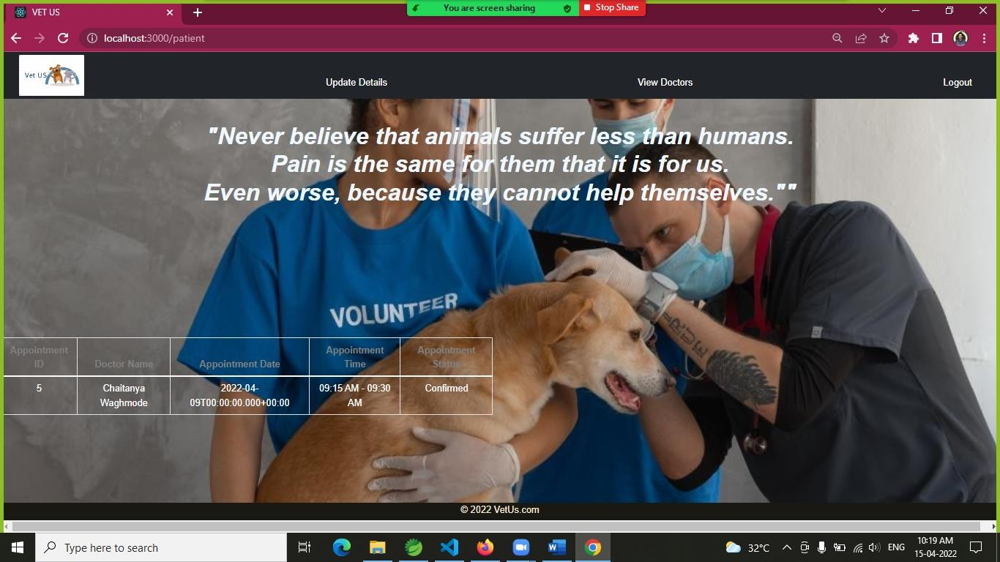 VET US
You are screen sharing
Stop Share
localhost:3000/patient
Vet US
Update Details
View Doctors
Logout
"Never believe that animals suffer less than humans.
Pain is the same for them that it is for us.
Even worse, because they cannot help themselves.""
VOLUNTEER
Appointment ID
Doctor Name
Appointment Date
Appointment Time
Appointment Status
5
Chaitanya Waghmode
2022-04-09T00:00:00.000+00:00
09:15 AM - 09:30 AM
Confirmed
© 2022 VetUs.com
Type here to search
32°C
ENG
10:19 AM
15-04-2022